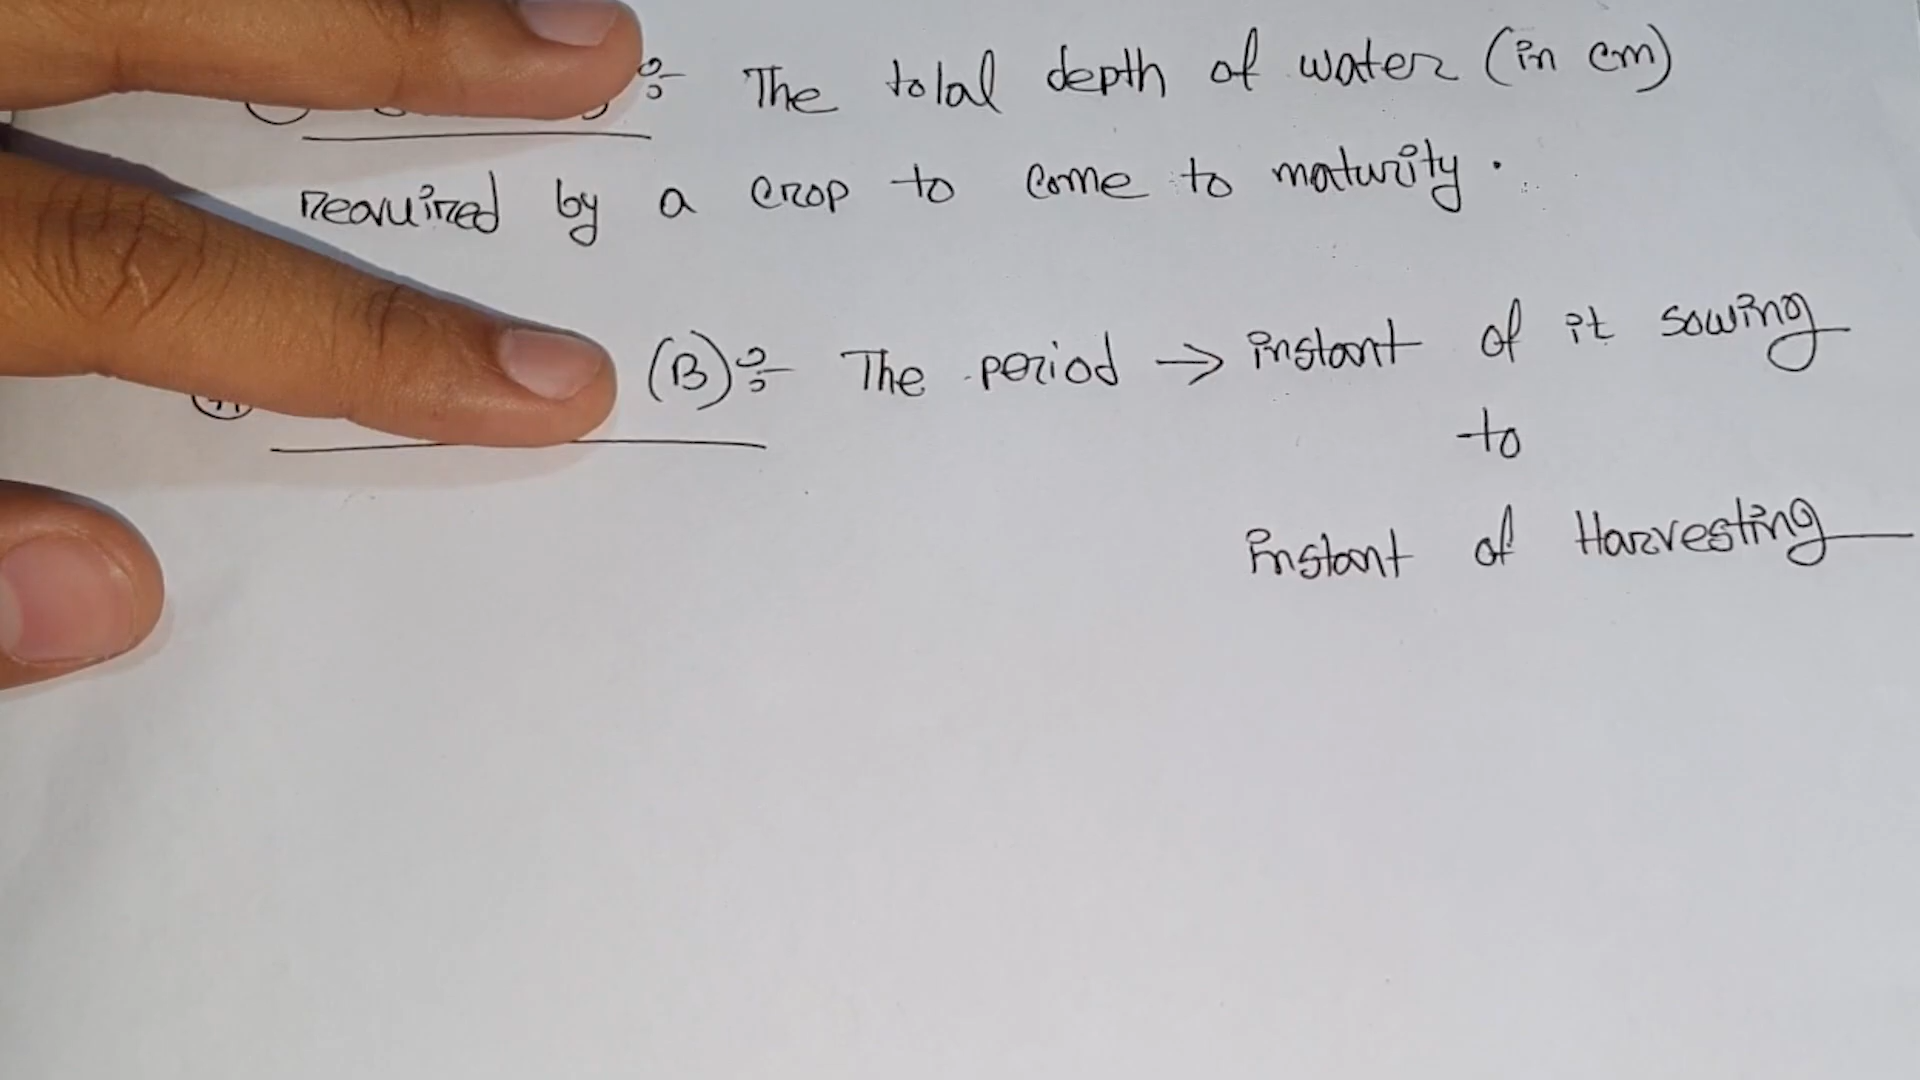 :- The total depth of water (in cm)
required by a crop to come to maturity.
(B) :- The period → instant of it sowing
to
instant of Harvesting